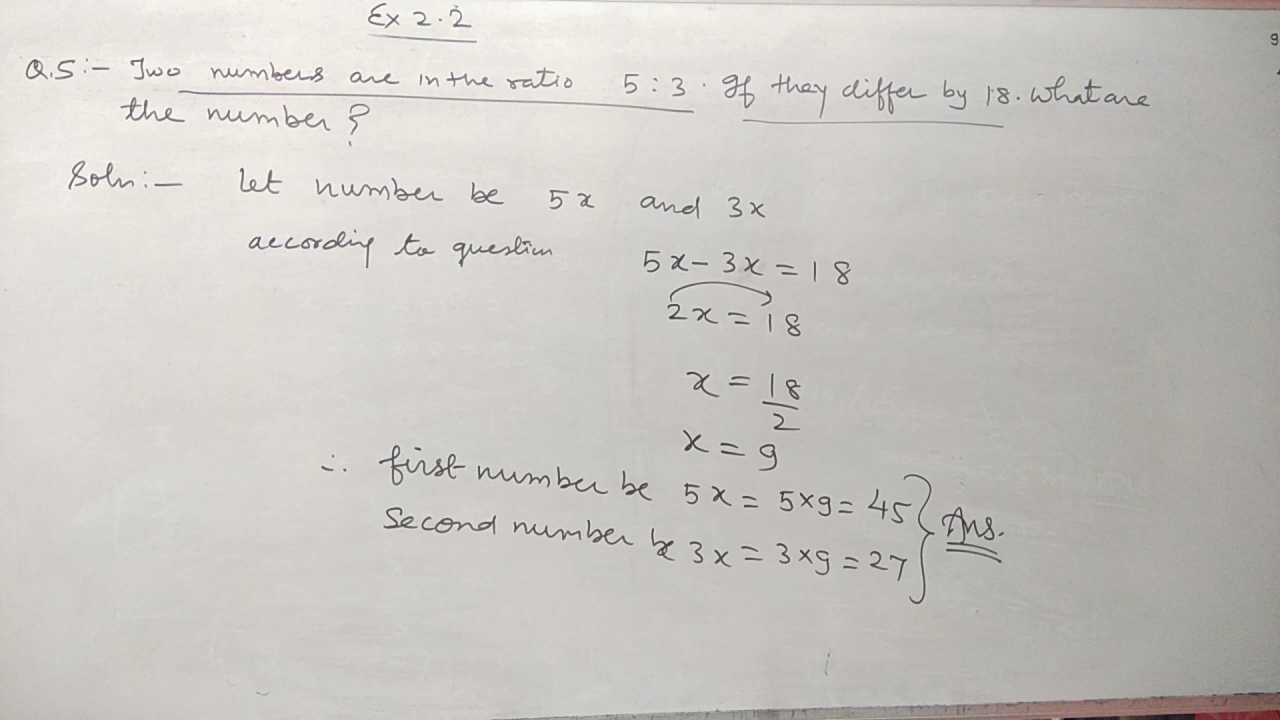 Ex 2.2
Q.5:- Two numbers are in the ratio 5:3. If they differ by 18. What are
the number?
Soln:- let number be 5x and 3x
according to question 5x-3x=18
2x=18
x=18/2
x=9
∴ first number be 5x=5×9=45
Second number be 3x=3×9=27
Ans.
9